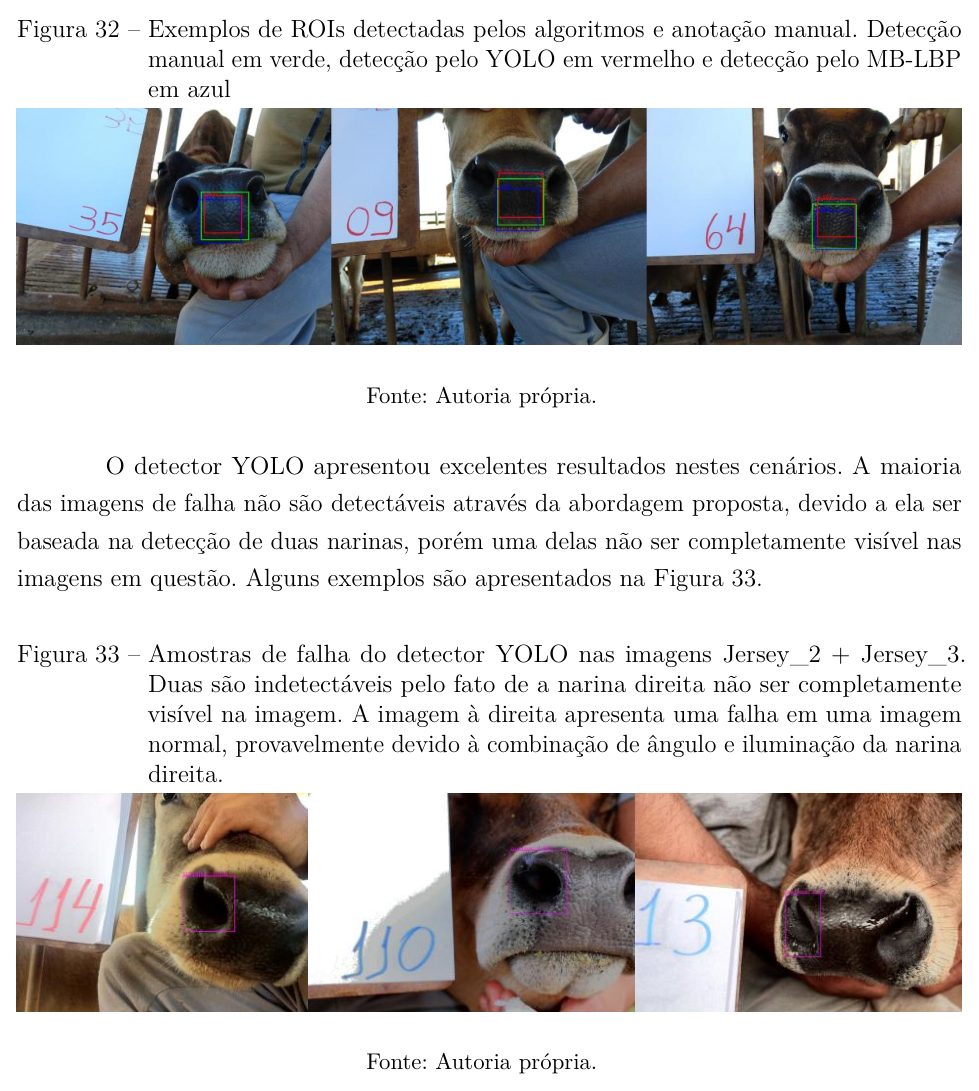 Figura 32 – Exemplos de ROIs detectadas pelos algoritmos e anotação manual. Detecção
manual em verde, detecção pelo YOLO em vermelho e detecção pelo MB-LBP
em azul
35
09
64
Fonte: Autoria própria.
O detector YOLO apresentou excelentes resultados nestes cenários. A maioria
das imagens de falha não são detectáveis através da abordagem proposta, devido a ela ser
baseada na detecção de duas narinas, porém uma delas não ser completamente visível nas
imagens em questão. Alguns exemplos são apresentados na Figura 33.
Figura 33 – Amostras de falha do detector YOLO nas imagens Jersey_2 + Jersey_3.
Duas são indetectáveis pelo fato de a narina direita não ser completamente
visível na imagem. A imagem à direita apresenta uma falha em uma imagem
normal, provavelmente devido à combinação de ângulo e iluminação da narina
direita.
114
110
13
Fonte: Autoria própria.